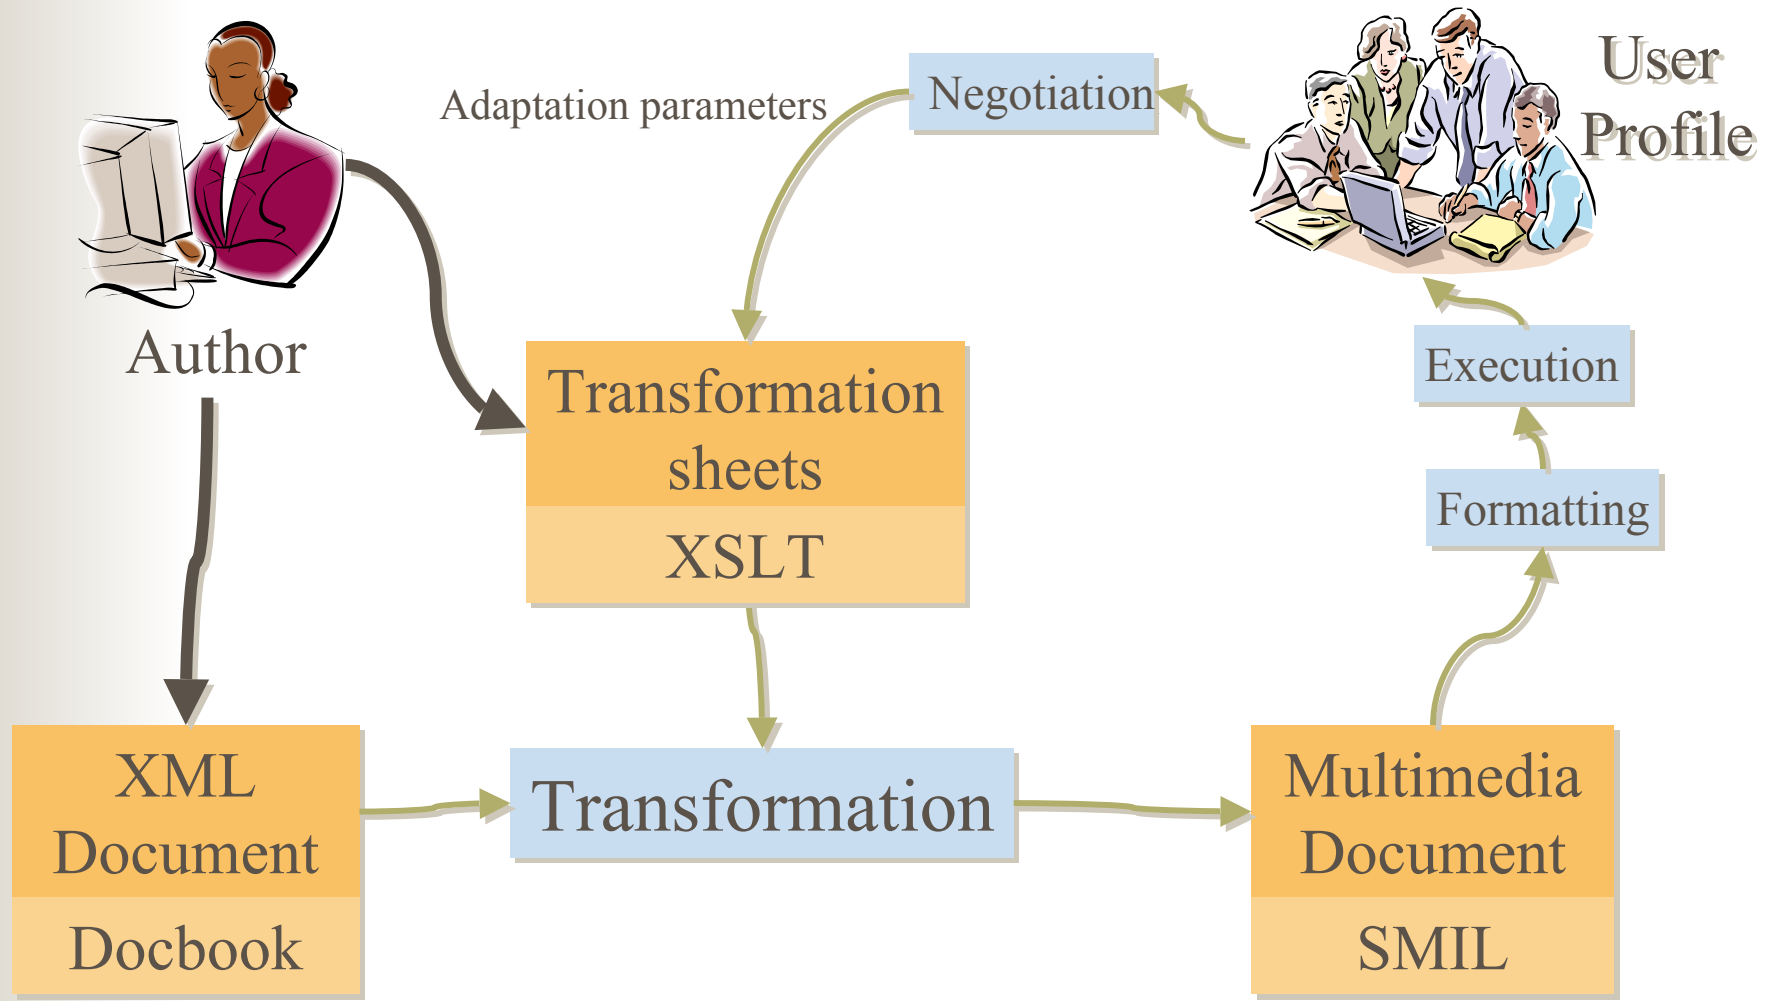 User
Profile
Negotiation
Adaptation parameters
Author
Transformation
sheets
XSLT
Execution
Formatting
XML
Document
Docbook
Transformation
Multimedia
Document
SMIL